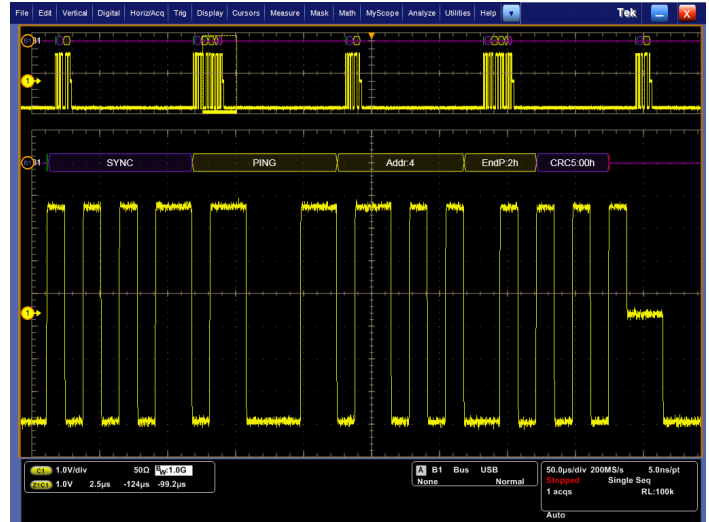 File Edit Vertical Digital Horiz/Acq Trig Display Cursors Measure Mask Math MyScope Analyze Utilities Help Tek X
B1
1
B1 SYNC PING Addr:4 EndP:2h CRC5:00h
1
C1 1.0V/div 50Ω BW:1.0G
Z1C1 1.0V 2.5µs -124µs -99.2µs
A B1 Bus USB
None Normal
50.0µs/div 200MS/s 5.0ns/pt
Stopped Single Seq
1 acqs RL:100k
Auto